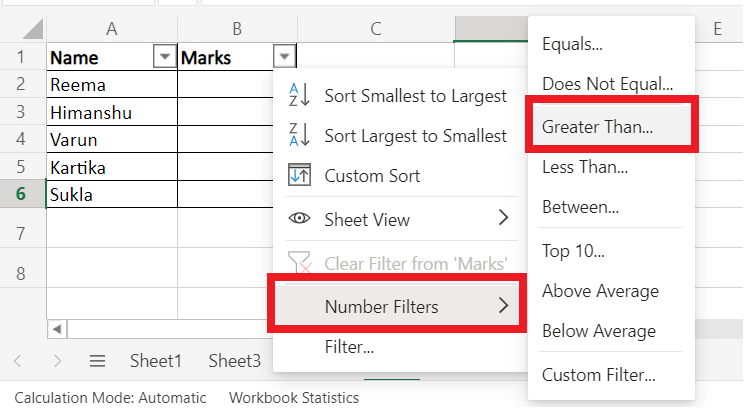 A B C E
1 Name Marks
2 Reema
3 Himanshu
4 Varun
5 Kartika
6 Sukla
7
8
A Z Sort Smallest to Largest
Z A Sort Largest to Smallest
Custom Sort
Sheet View
Clear Filter from 'Marks'
Number Filters
Filter...
Equals...
Does Not Equal...
Greater Than...
Less Than...
Between...
Top 10...
Above Average
Below Average
Custom Filter...
Sheet1 Sheet3
Calculation Mode: Automatic Workbook Statistics